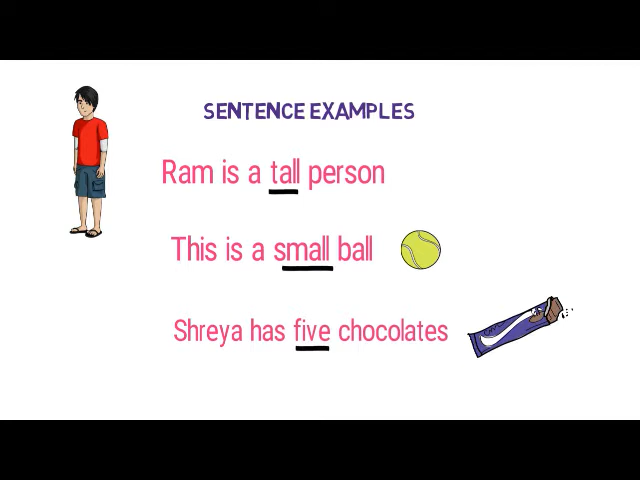 SENTENCE EXAMPLES
Ram is a tall person
This is a small ball
Shreya has five chocolates